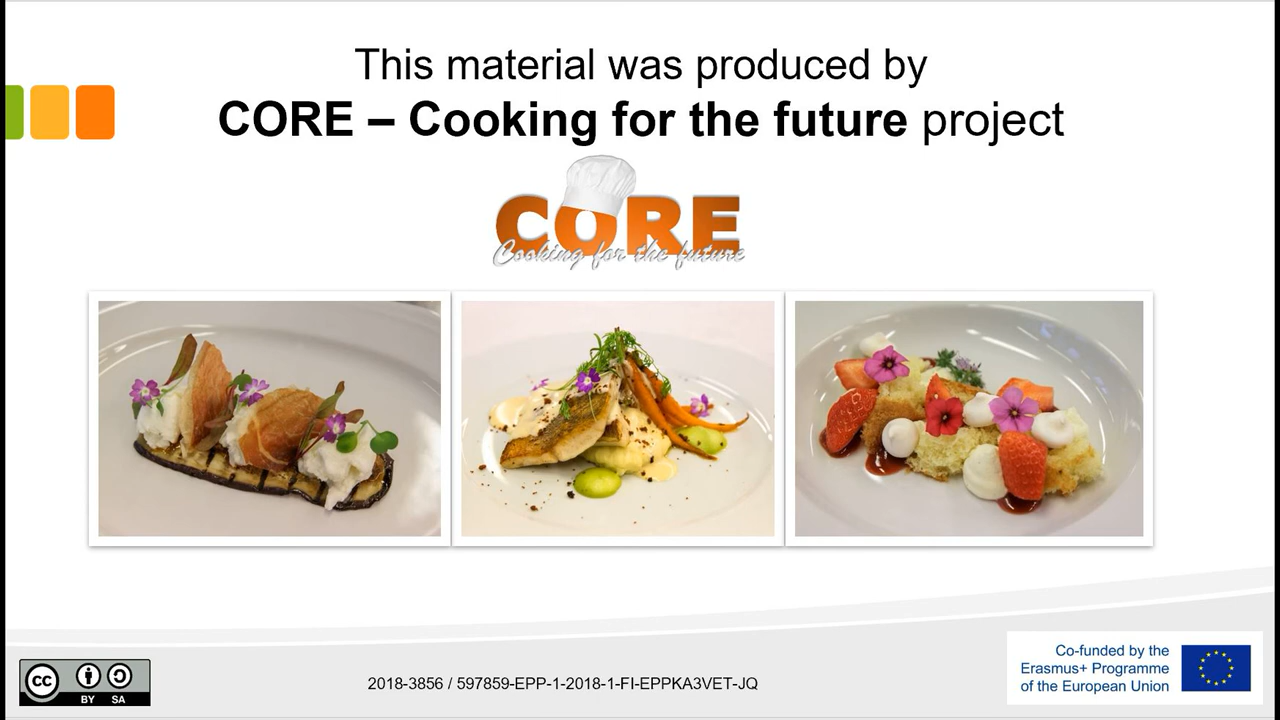 This material was produced by
CORE – Cooking for the future project
CORE
Cooking for the future
CC
BY SA
2018-3856 / 597859-EPP-1-2018-1-FI-EPPKA3VET-JQ
Co-funded by the
Erasmus+ Programme
of the European Union